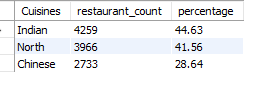 Cuisines restaurant_count percentage
Indian 4259 44.63
North 3966 41.56
Chinese 2733 28.64